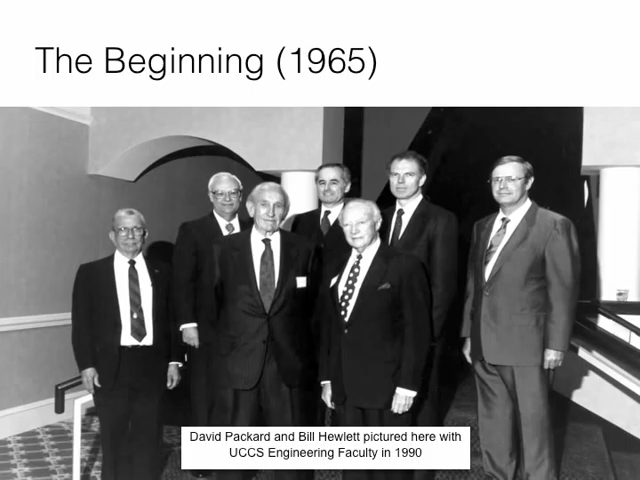 The Beginning (1965)
David Packard and Bill Hewlett pictured here with
UCCS Engineering Faculty in 1990